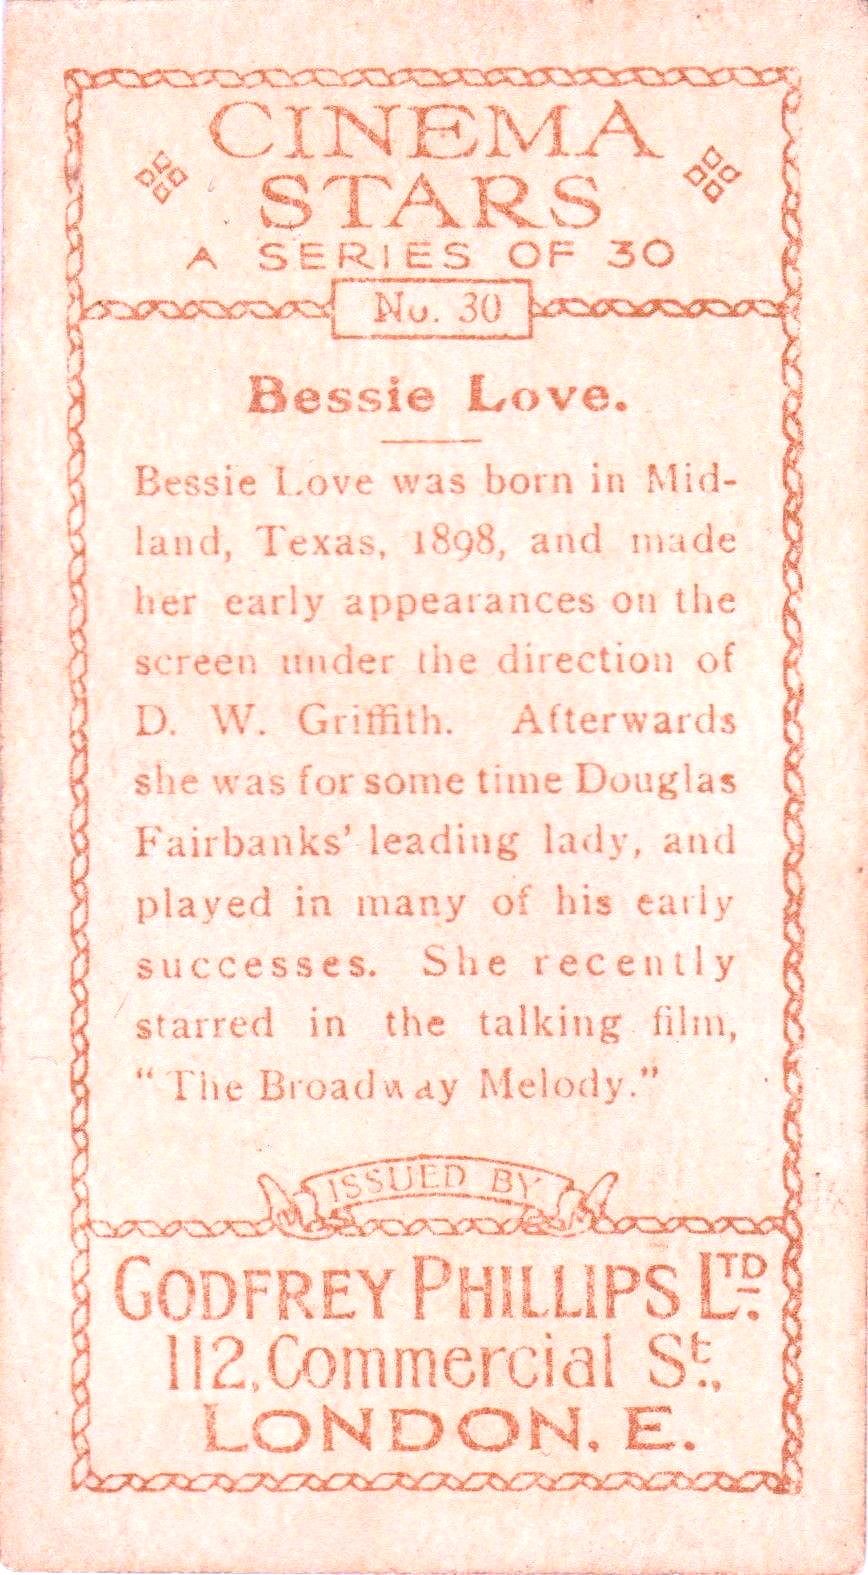 CINEMA
STARS
A SERIES OF 30
No. 30
Bessie Love.
Bessie Love was born in Mid-
land, Texas, 1898, and made
her early appearances on the
screen under the direction of
D. W. Griffith. Afterwards
she was for some time Douglas
Fairbanks' leading lady, and
played in many of his early
successes. She recently
starred in the talking film,
"The Broadway Melody."
ISSUED BY
GODFREY PHILLIPS LTD.
112, Commercial St.,
LONDON. E.